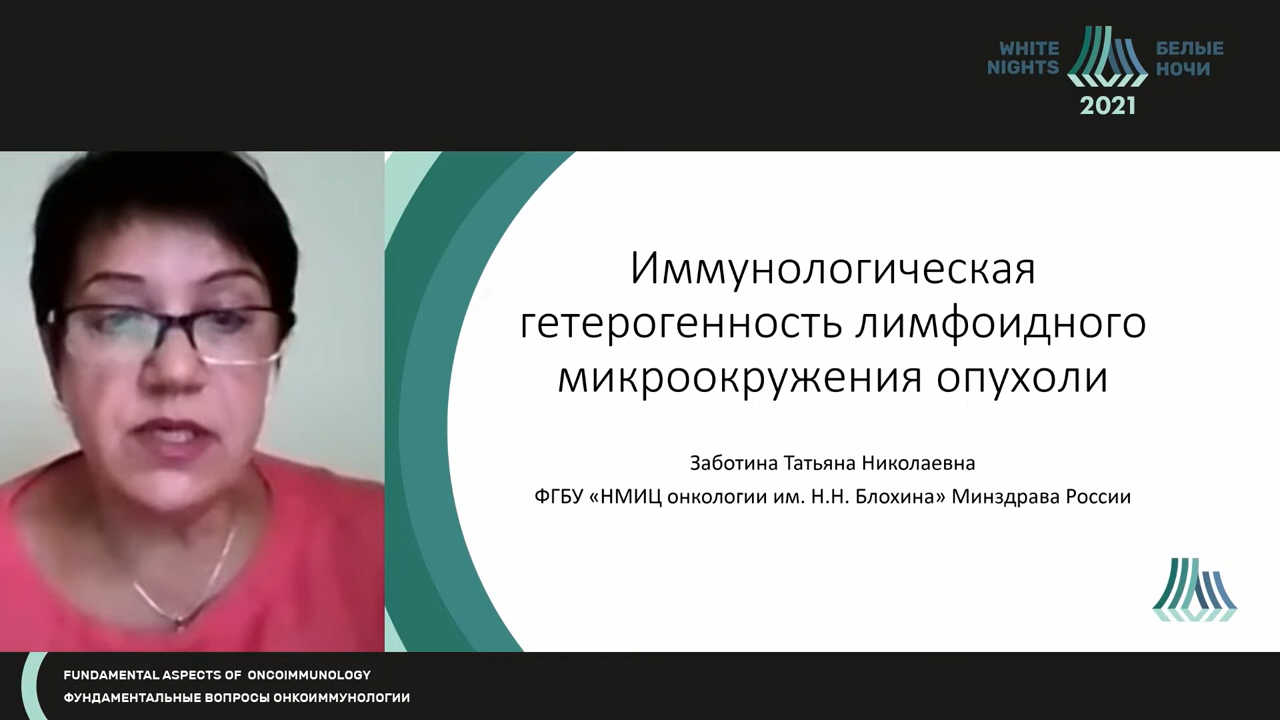 WHITE
NIGHTS
БЕЛЫЕ
НОЧИ
2021
Иммунологическая
гетерогенность лимфоидного
микроокружения опухоли
Заботина Татьяна Николаевна
ФГБУ «НМИЦ онкологии им. Н.Н. Блохина» Минздрава России
FUNDAMENTAL ASPECTS OF ONCOIMMUNOLOGY
ФУНДАМЕНТАЛЬНЫЕ ВОПРОСЫ ОНКОИММУНОЛОГИИ